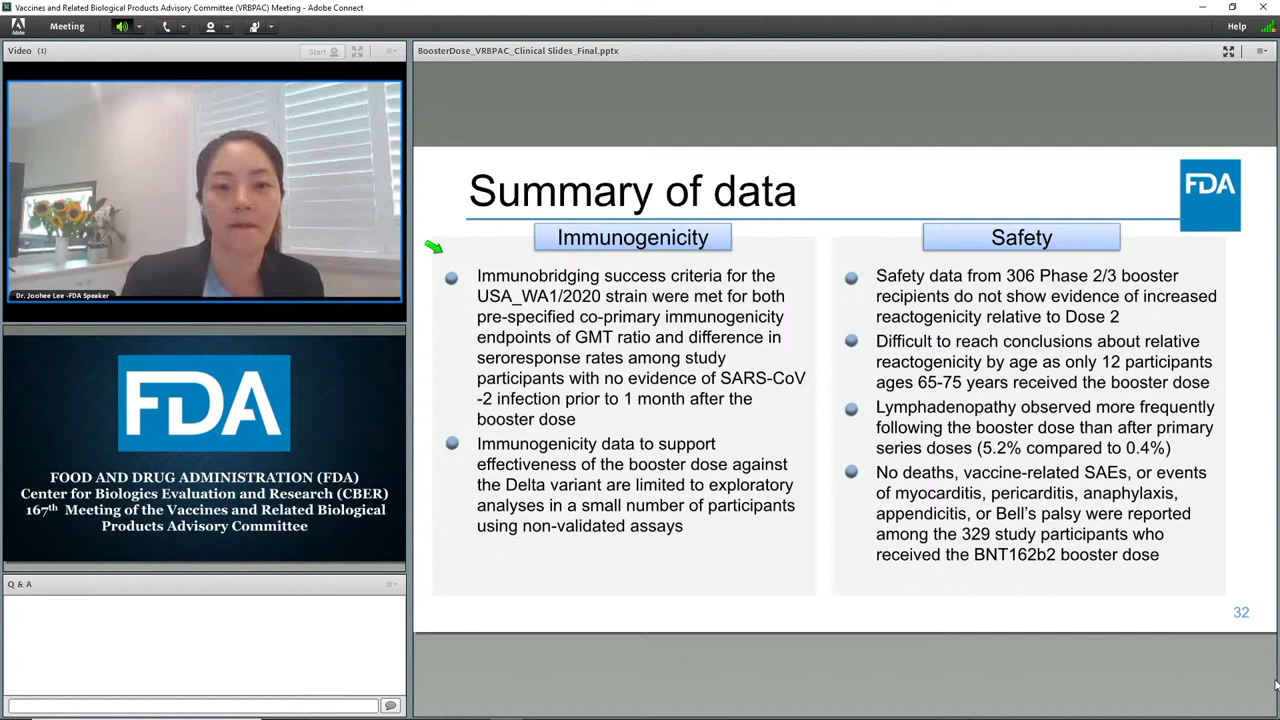 Vaccines and Related Biological Products Advisory Committee (VRBPAC) Meeting - Adobe Connect
Meeting
Help
Video (1)
Start
Dr. Joohee Lee -FDA Speaker
FDA
FOOD AND DRUG ADMINISTRATION (FDA)
Center for Biologics Evaluation and Research (CBER)
167th Meeting of the Vaccines and Related Biological
Products Advisory Committee
Q & A
BoosterDose_VRBPAC_Clinical Slides_Final.pptx
Summary of data
FDA
Immunogenicity
Immunobridging success criteria for the
USA_WA1/2020 strain were met for both
pre-specified co-primary immunogenicity
endpoints of GMT ratio and difference in
seroresponse rates among study
participants with no evidence of SARS-CoV
-2 infection prior to 1 month after the
booster dose
Immunogenicity data to support
effectiveness of the booster dose against
the Delta variant are limited to exploratory
analyses in a small number of participants
using non-validated assays
Safety
Safety data from 306 Phase 2/3 booster
recipients do not show evidence of increased
reactogenicity relative to Dose 2
Difficult to reach conclusions about relative
reactogenicity by age as only 12 participants
ages 65-75 years received the booster dose
Lymphadenopathy observed more frequently
following the booster dose than after primary
series doses (5.2% compared to 0.4%)
No deaths, vaccine-related SAEs, or events
of myocarditis, pericarditis, anaphylaxis,
appendicitis, or Bell's palsy were reported
among the 329 study participants who
received the BNT162b2 booster dose
32